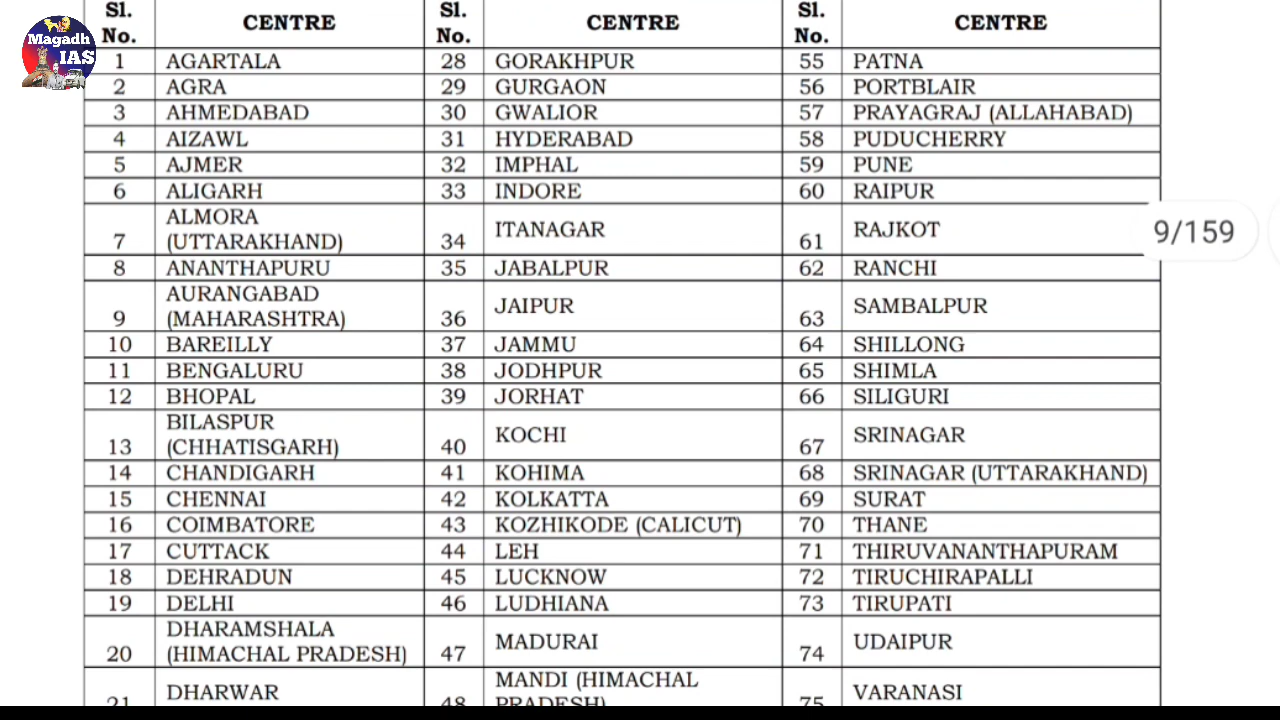 Magadh
IAS
Sl. No. CENTRE Sl. No. CENTRE Sl. No. CENTRE
1 AGARTALA 28 GORAKHPUR 55 PATNA
2 AGRA 29 GURGAON 56 PORTBLAIR
3 AHMEDABAD 30 GWALIOR 57 PRAYAGRAJ (ALLAHABAD)
4 AIZAWL 31 HYDERABAD 58 PUDUCHERRY
5 AJMER 32 IMPHAL 59 PUNE
6 ALIGARH 33 INDORE 60 RAIPUR
7 ALMORA (UTTARAKHAND) 34 ITANAGAR 61 RAJKOT
9/159
8 ANANTHAPURU 35 JABALPUR 62 RANCHI
9 AURANGABAD (MAHARASHTRA) 36 JAIPUR 63 SAMBALPUR
10 BAREILLY 37 JAMMU 64 SHILLONG
11 BENGALURU 38 JODHPUR 65 SHIMLA
12 BHOPAL 39 JORHAT 66 SILIGURI
13 BILASPUR (CHHATISGARH) 40 KOCHI 67 SRINAGAR
14 CHANDIGARH 41 KOHIMA 68 SRINAGAR (UTTARAKHAND)
15 CHENNAI 42 KOLKATTA 69 SURAT
16 COIMBATORE 43 KOZHIKODE (CALICUT) 70 THANE
17 CUTTACK 44 LEH 71 THIRUVANANTHAPURAM
18 DEHRADUN 45 LUCKNOW 72 TIRUCHIRAPALLI
19 DELHI 46 LUDHIANA 73 TIRUPATI
20 DHARAMSHALA (HIMACHAL PRADESH) 47 MADURAI 74 UDAIPUR
21 DHARWAR 48 MANDI (HIMACHAL PRADESH) 75 VARANASI